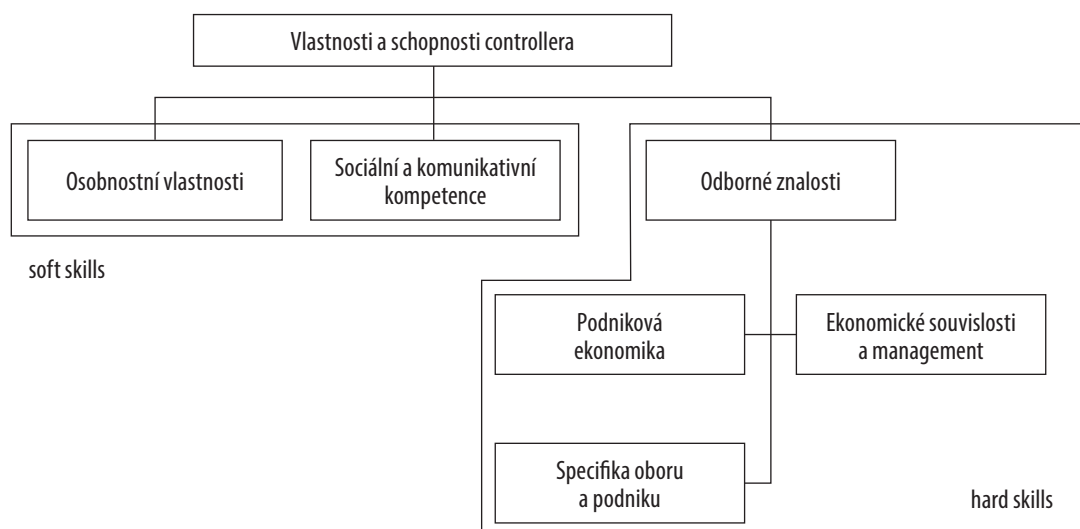 Vlastnosti a schopnosti controllera
Osobnostní vlastnosti
Sociální a komunikativní
kompetence
Odborné znalosti
soft skills
Podniková
ekonomika
Ekonomické souvislosti
a management
Specifika oboru
a podniku
hard skills